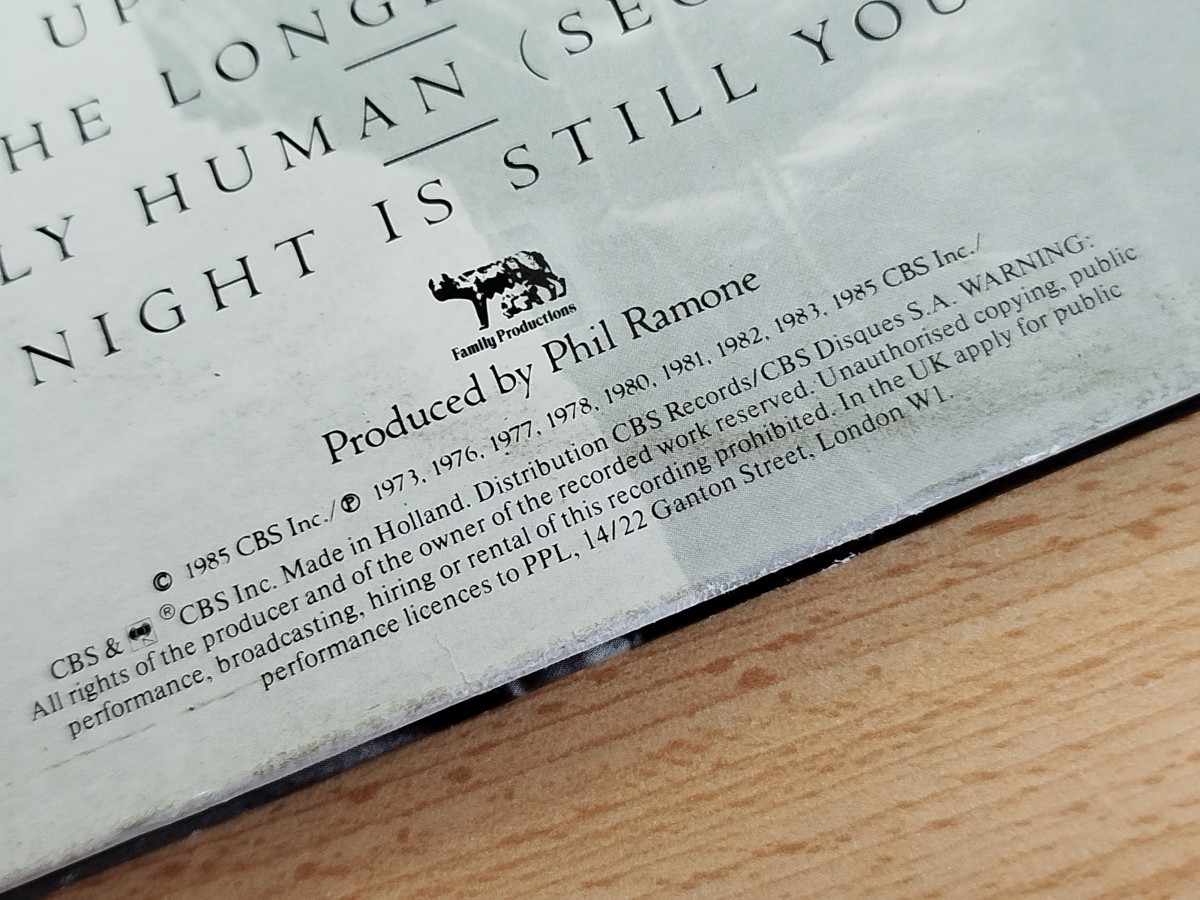 UP
HE LONGE
LY HUMAN (SEC
NIGHT IS STILL YOU
Family Productions
Produced by Phil Ramone
© 1985 CBS Inc./℗ 1973, 1976, 1977, 1978, 1980, 1981, 1982, 1983, 1985 CBS Inc./
CBS & ® CBS Inc. Made in Holland. Distribution CBS Records/CBS Disques S.A. WARNING:
All rights of the producer and of the owner of the recorded work reserved. Unauthorised copying, public
performance, broadcasting, hiring or rental of this recording prohibited. In the UK apply for public
performance licences to PPL, 14/22 Ganton Street, London W1.